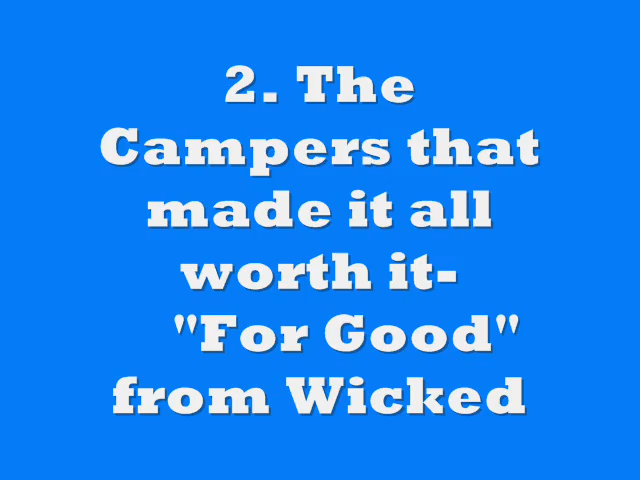 2. The
Campers that
made it all
worth it-
"For Good"
from Wicked